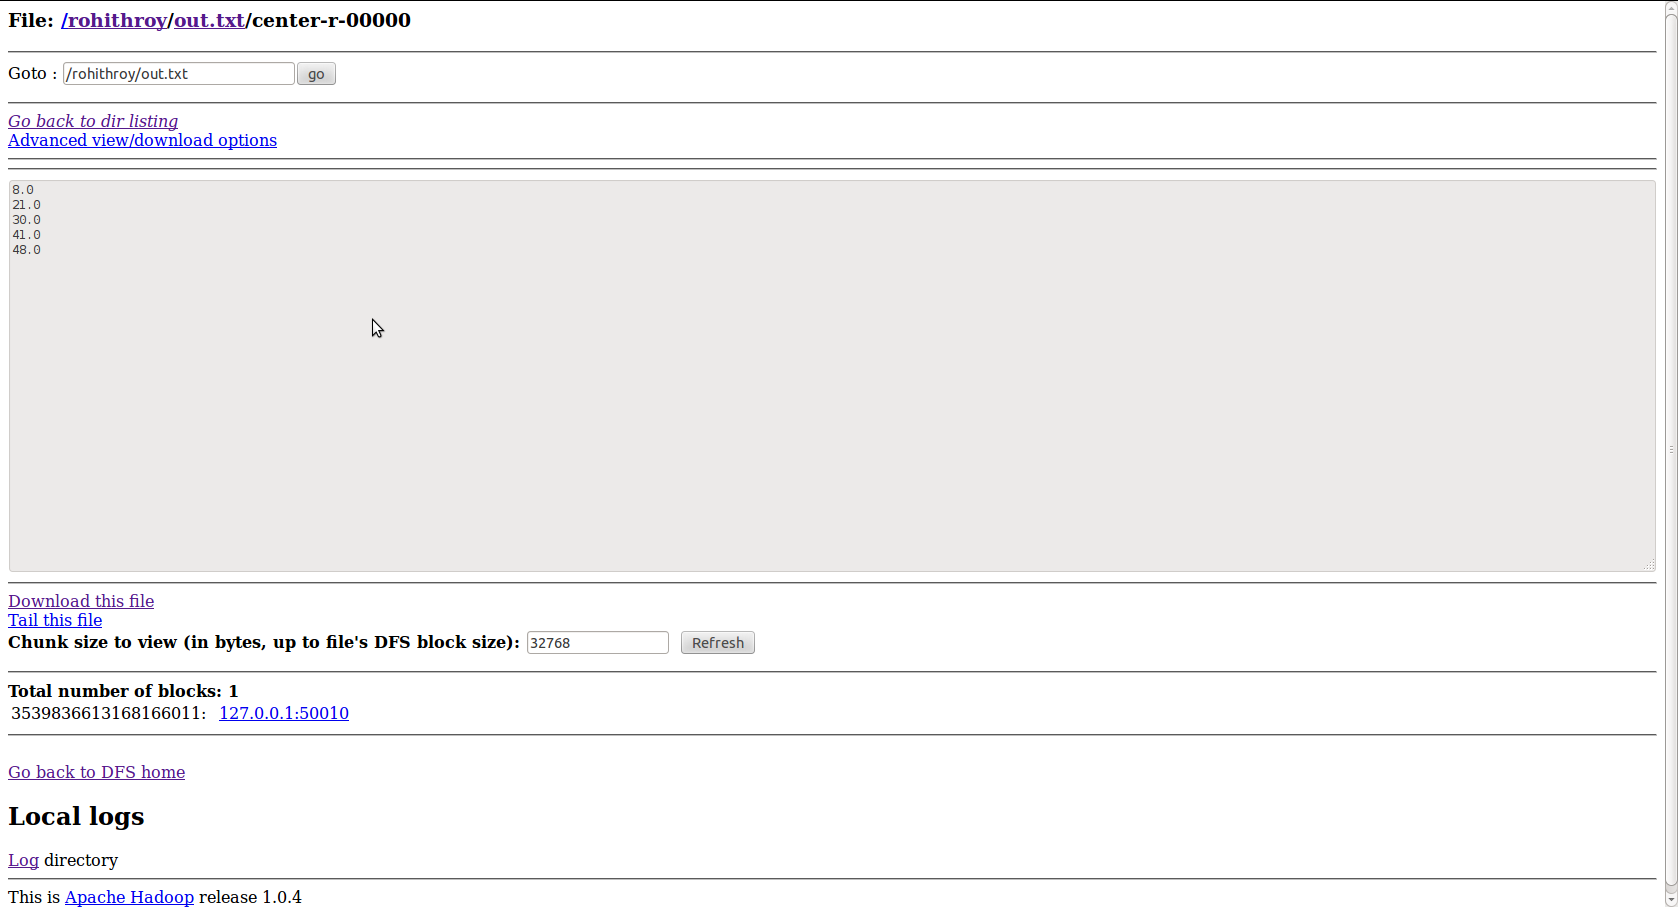 File: /rohithroy/out.txt/center-r-00000
Goto : /rohithroy/out.txt go
Go back to dir listing
Advanced view/download options
8.0
21.0
30.0
41.0
48.0
Download this file
Tail this file
Chunk size to view (in bytes, up to file's DFS block size): 32768 Refresh
Total number of blocks: 1
3539836613168166011: 127.0.0.1:50010
Go back to DFS home
Local logs
Log directory
This is Apache Hadoop release 1.0.4